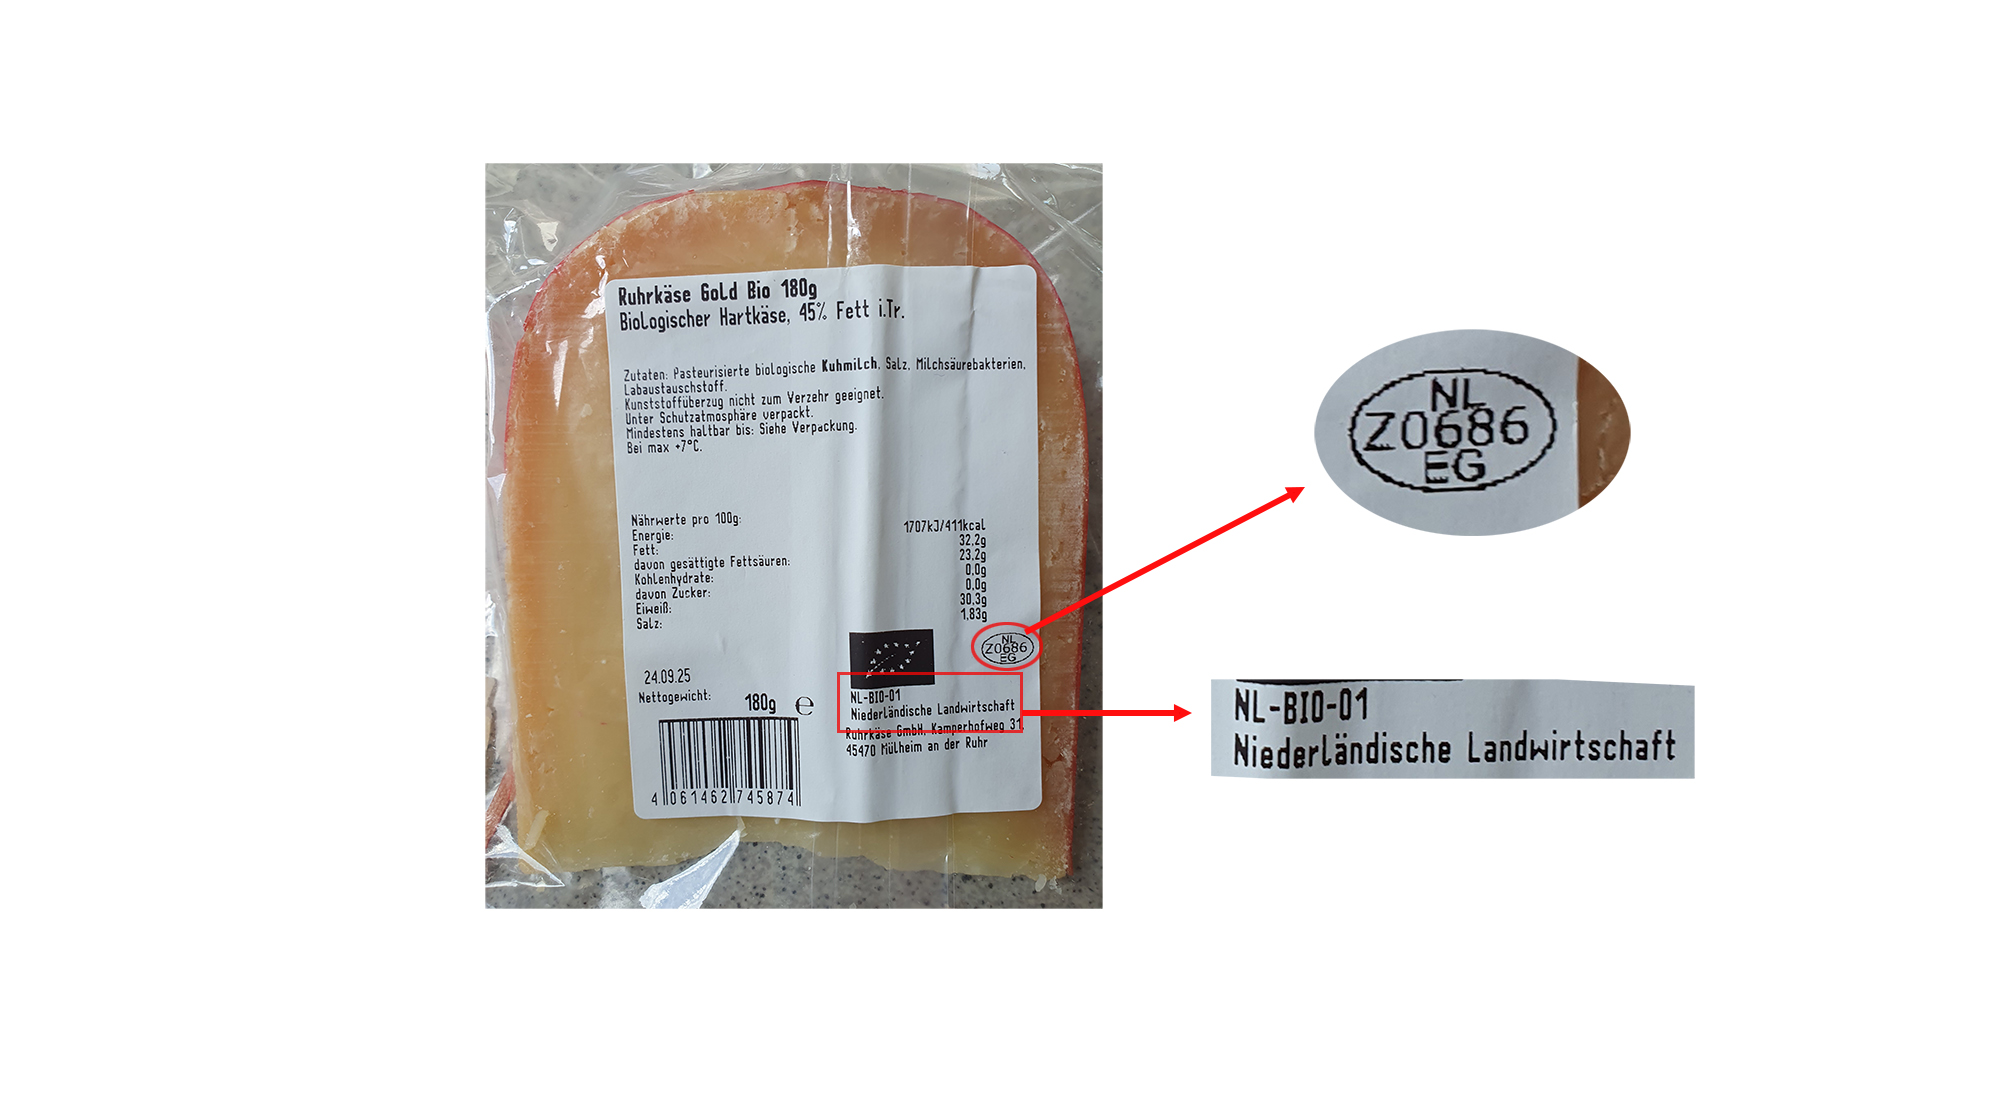 Ruhrkäse Gold Bio 180g
Biologischer Hartkäse, 45% Fett i.Tr.
Zutaten: Pasteurisierte biologische Kuhmilch, Salz, Milchsäurebakterien,
Labaustauschstoff.
Kunststoffüberzug nicht zum Verzehr geeignet.
Unter Schutzatmosphäre verpackt.
Mindestens haltbar bis: Siehe Verpackung.
Bei max +7°C.
Nährwerte pro 100g:
Energie: 1707kJ/411kcal
Fett: 32,2g
davon gesättigte Fettsäuren: 23,2g
Kohlenhydrate: 0,0g
davon Zucker: 0,0g
Eiweiß: 30,3g
Salz: 1,83g
NL
Z0686
EG
24.09.25
Nettogewicht: 180g ℮
NL-BIO-01
Niederländische Landwirtschaft
Ruhrkäse GmbH, Kamperhofweg 31,
45470 Mülheim an der Ruhr
4 061462 745874
NL
Z0686
EG
NL-BIO-01
Niederländische Landwirtschaft